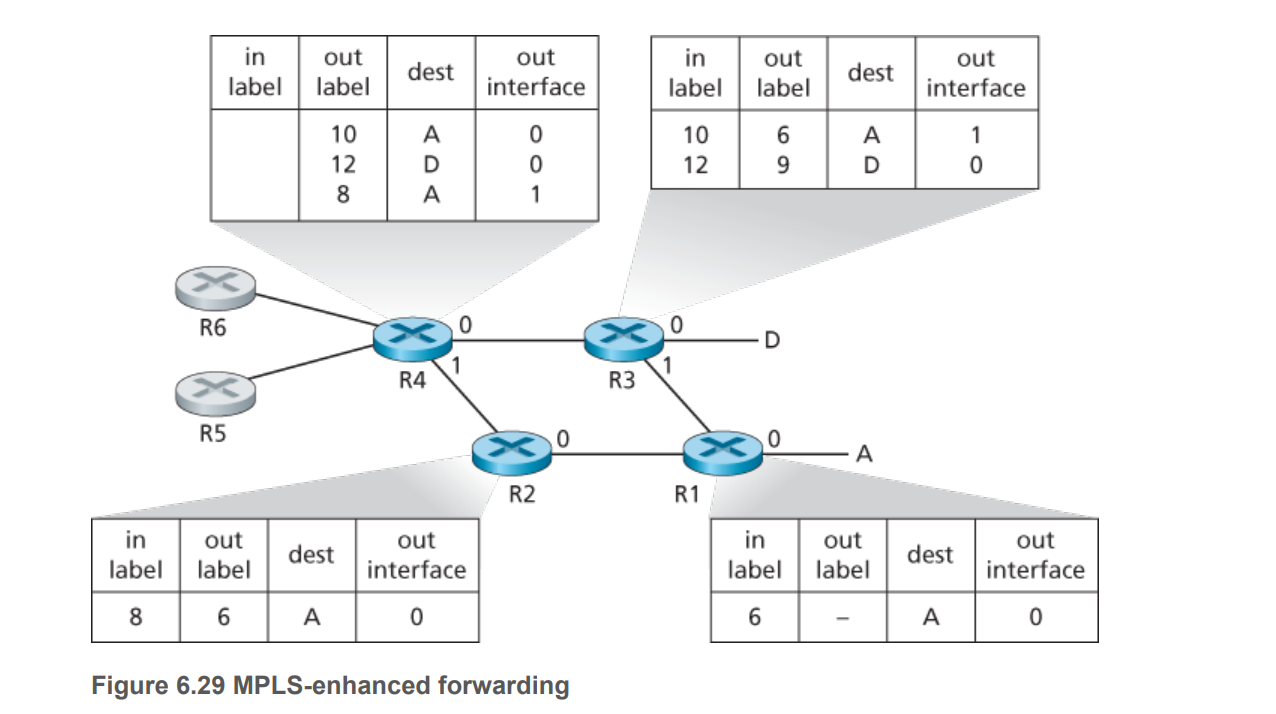 in label out label dest out interface
10 A 0
12 D 0
8 A 1
in label out label dest out interface
10 6 A 1
12 9 D 0
R6
R5
R4
0
1
R3
0
1
D
R2
0
R1
0
A
in label out label dest out interface
8 6 A 0
in label out label dest out interface
6 – A 0
Figure 6.29 MPLS-enhanced forwarding